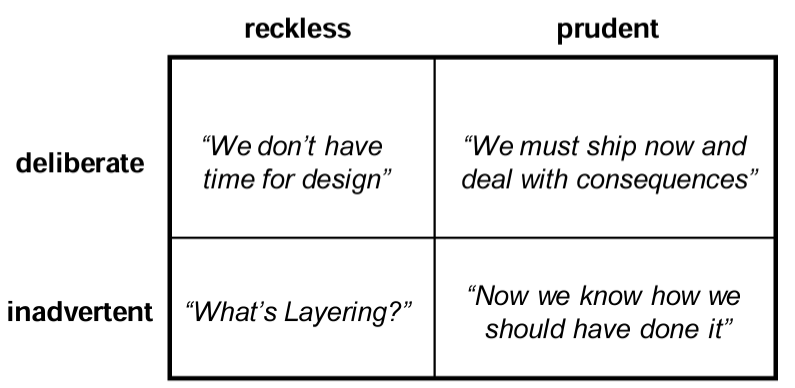 reckless prudent
deliberate
“We don’t have
time for design”
“We must ship now and
deal with consequences”
inadvertent
“What’s Layering?”
“Now we know how we
should have done it”